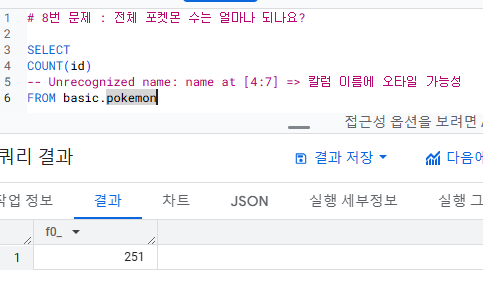 1 # 8번 문제 : 전체 포켓몬 수는 얼마나 되나요?
2
3 SELECT
4 COUNT(id)
5 -- Unrecognized name: name at [4:7] => 칼럼 이름에 오타일 가능성
6 FROM basic.pokemon
접근성 옵션을 보려면
쿼리 결과
결과 저장
다음에
작업 정보 결과 차트 JSON 실행 세부정보 실행 그
f0_
1 251